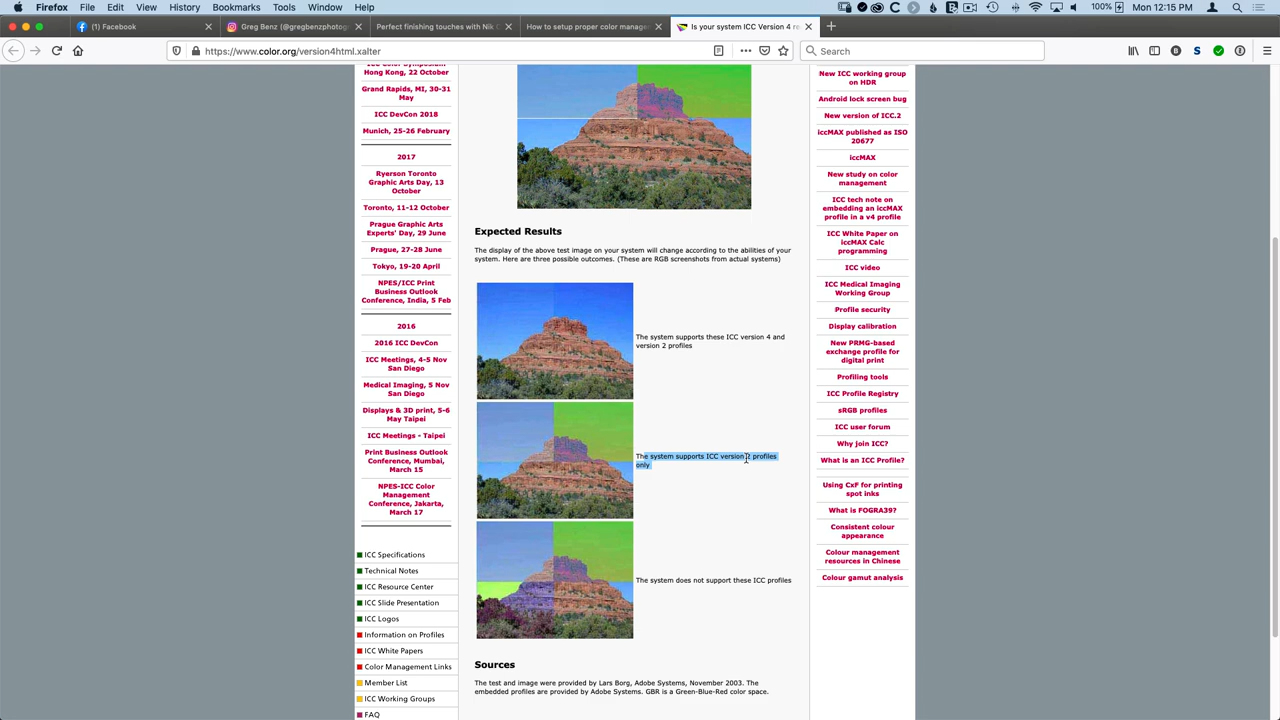 Firefox File Edit View History Bookmarks Tools Window Help
100%
Mon 12:15 PM
(1) Facebook
Greg Benz (@gregbenzphotog
Perfect finishing touches with Nik C
How to setup proper color manage
Is your system ICC Version 4 re
https://www.color.org/version4html.xalter
Search
Hong Kong, 22 October
Grand Rapids, MI, 30-31
May
ICC DevCon 2018
Munich, 25-26 February
2017
Ryerson Toronto
Graphic Arts Day, 13
October
Toronto, 11-12 October
Prague Graphic Arts
Experts' Day, 29 June
Prague, 27-28 June
Tokyo, 19-20 April
NPES/ICC Print
Business Outlook
Conference, India, 5 Feb
2016
2016 ICC DevCon
ICC Meetings, 4-5 Nov
San Diego
Medical Imaging, 5 Nov
San Diego
Displays & 3D print, 5-6
May Taipei
ICC Meetings - Taipei
Print Business Outlook
Conference, Mumbai,
March 15
NPES-ICC Color
Management
Conference, Jakarta,
March 17
ICC Specifications
Technical Notes
ICC Resource Center
ICC Slide Presentation
ICC Logos
Information on Profiles
ICC White Papers
Color Management Links
Member List
ICC Working Groups
FAQ
Expected Results
The display of the above test image on your system will change according to the abilities of your
system. Here are three possible outcomes. (These are RGB screenshots from actual systems)
The system supports these ICC version 4 and
version 2 profiles
The system supports ICC version 2 profiles
only
The system does not support these ICC profiles
Sources
The test and image were provided by Lars Borg, Adobe Systems, November 2003. The
embedded profiles are provided by Adobe Systems. GBR is a Green-Blue-Red color space.
New ICC working group
on HDR
Android lock screen bug
New version of ICC.2
iccMAX published as ISO
20677
iccMAX
New study on color
management
ICC tech note on
embedding an iccMAX
profile in a v4 profile
ICC White Paper on
iccMAX Calc
programming
ICC video
ICC Medical Imaging
Working Group
Profile security
Display calibration
New PRMG-based
exchange profile for
digital print
Profiling tools
ICC Profile Registry
sRGB profiles
ICC user forum
Why join ICC?
What is an ICC Profile?
Using CxF for printing
spot inks
What is FOGRA39?
Consistent colour
appearance
Colour management
resources in Chinese
Colour gamut analysis